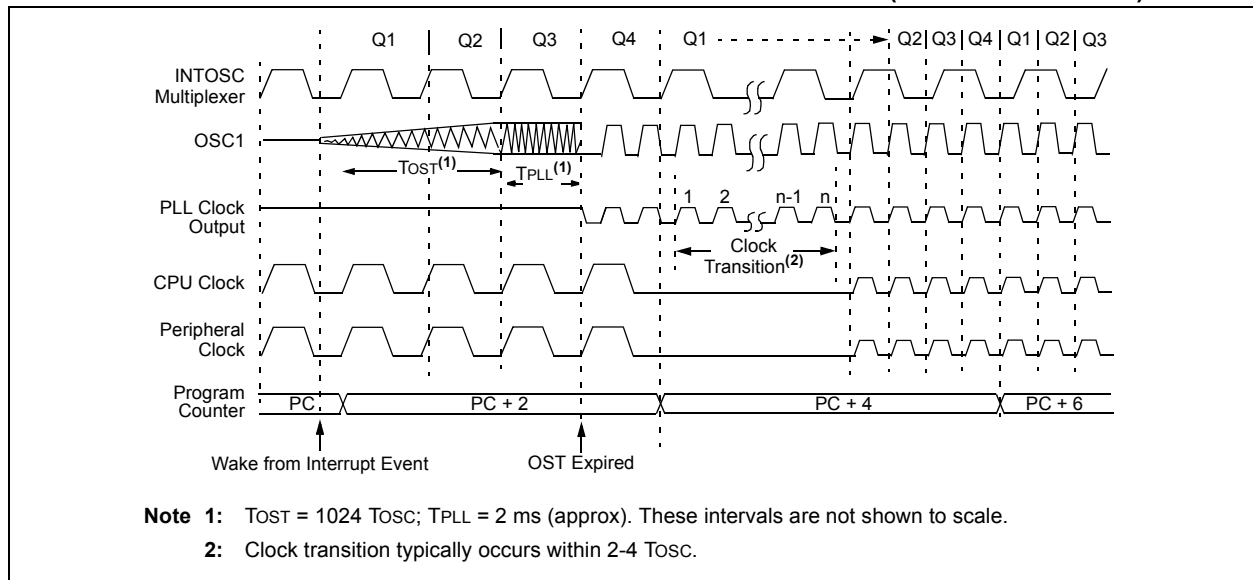 Q1 Q2 Q3 Q4 Q1 Q2 Q3 Q4 Q1 Q2 Q3
INTOSC
Multiplexer
OSC1
TOST(1)
TPLL(1)
1 2 n-1 n
PLL Clock
Output
Clock
Transition(2)
CPU Clock
Peripheral
Clock
Program
Counter
PC PC + 2 PC + 4 PC + 6
Wake from Interrupt Event OST Expired
Note 1: TOST = 1024 TOSC; TPLL = 2 ms (approx). These intervals are not shown to scale.
2: Clock transition typically occurs within 2-4 TOSC.